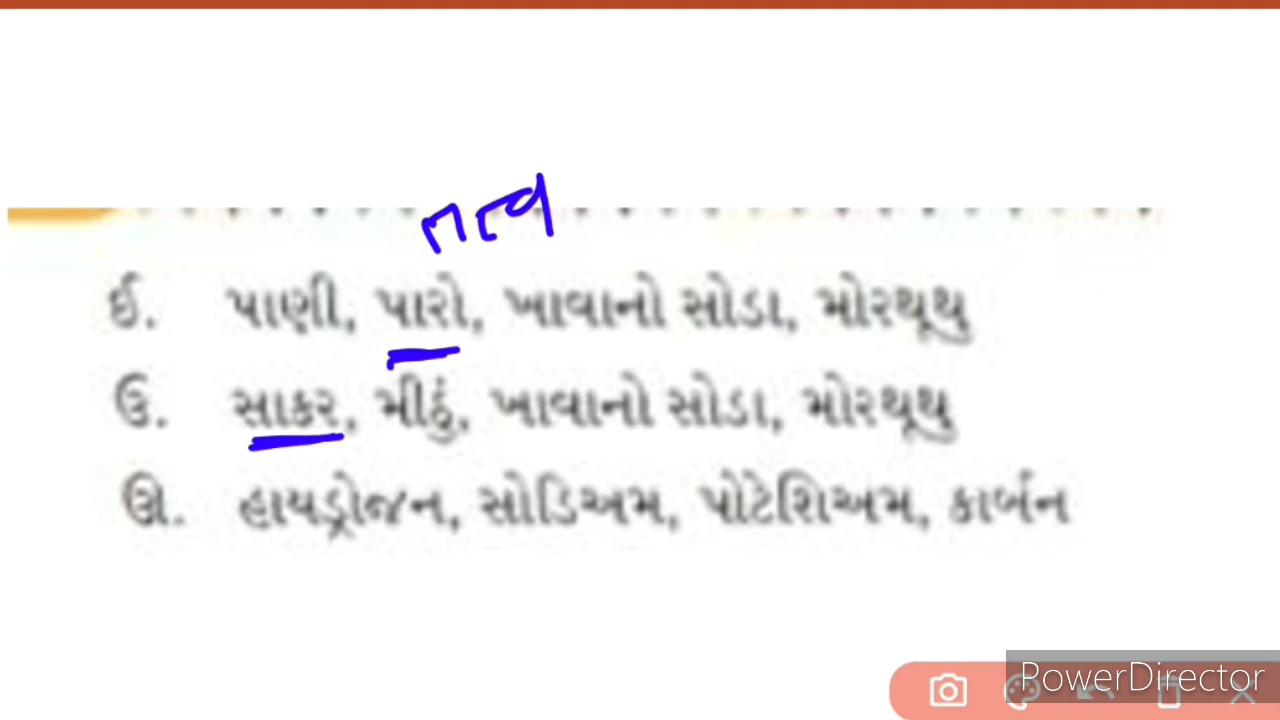 તત્વ
ઈ. પાણી, પારો, ખાવાનો સોડા, મોરથૂથુ
ઉ. સાકર, મીઠું, ખાવાનો સોડા, મોરથૂથુ
ઊ. હાયડ્રોજન, સોડિઅમ, પોટેશિઅમ, કાર્બન
PowerDirector